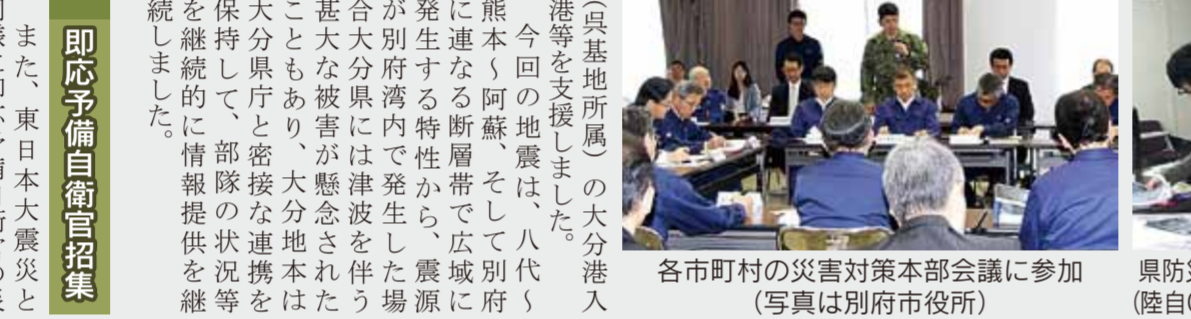 (呉基地所属)の大分港入
港等を支援しました。
今回の地震は、八代~
熊本~阿蘇、そして別府
に連なる断層帯で広域に
発生する特性から、震源
が別府湾内で発生した場
合大分県には津波を伴う
甚大な被害が懸念された
こともあり、大分地本は
大分県庁と密接な連携を
保持して、部隊の状況等
を継続的に情報提供を継
続しました。
即応予備自衛官招集
また、東日本大震災と
各市町村の災害対策本部会議に参加
(写真は別府市役所)
県防
(陸自